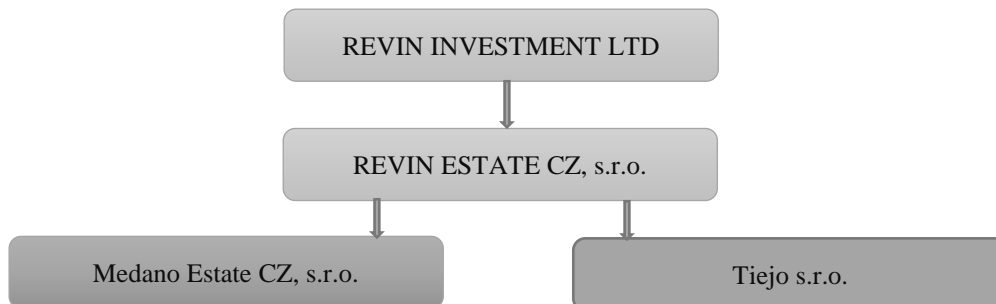 REVIN INVESTMENT LTD
REVIN ESTATE CZ, s.r.o.
Medano Estate CZ, s.r.o.
Tiejo s.r.o.